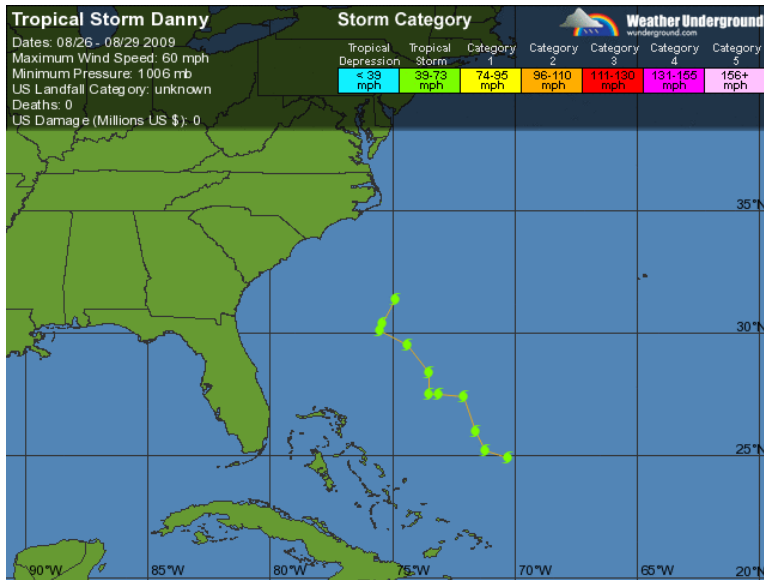 Tropical Storm Danny
Dates: 08/26 - 08/29 2009
Maximum Wind Speed: 60 mph
Minimum Pressure: 1006 mb
US Landfall Category: unknown
Deaths: 0
US Damage (Millions US $): 0
Storm Category
Weather Underground
wunderground.com
Tropical Depression Tropical Storm Category 1 Category 2 Category 3 Category 4 Category 5
< 39 mph 39-73 mph 74-95 mph 96-110 mph 111-130 mph 131-155 mph 156+ mph
35°N
30°N
25°N
90°W 85°W 80°W 75°W 70°W 65°W 20°N